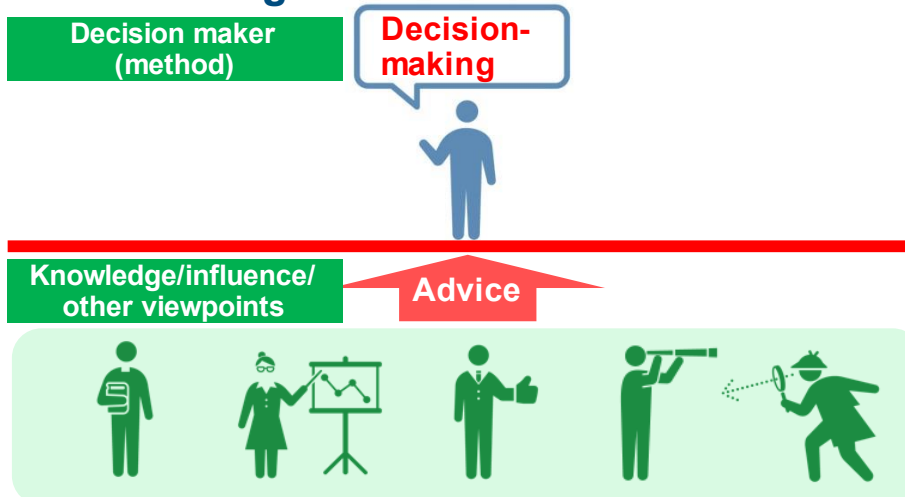 Decision maker
(method)
Decision-
making
Knowledge/influence/
other viewpoints
Advice